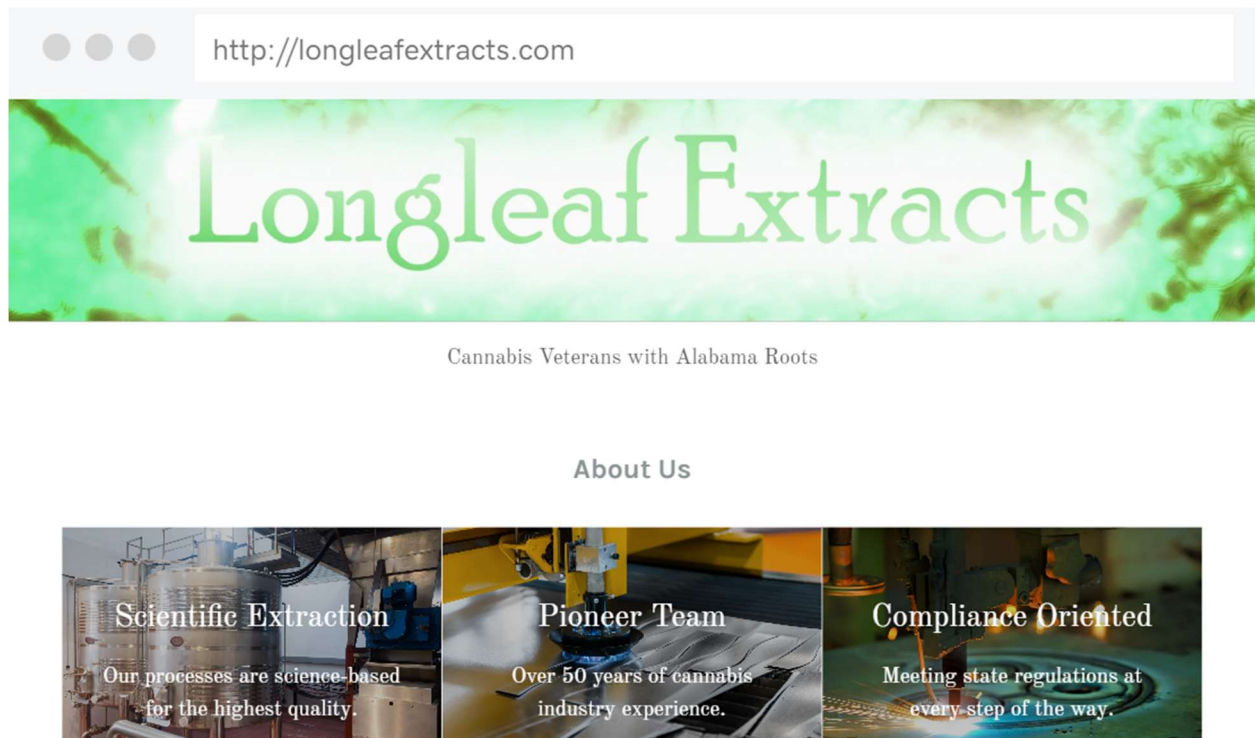 http://longleafextracts.com
Longleaf Extracts
Cannabis Veterans with Alabama Roots
About Us
Scientific Extraction
Our processes are science-based
for the highest quality.
Pioneer Team
Over 50 years of cannabis
industry experience.
Compliance Oriented
Meeting state regulations at
every step of the way.